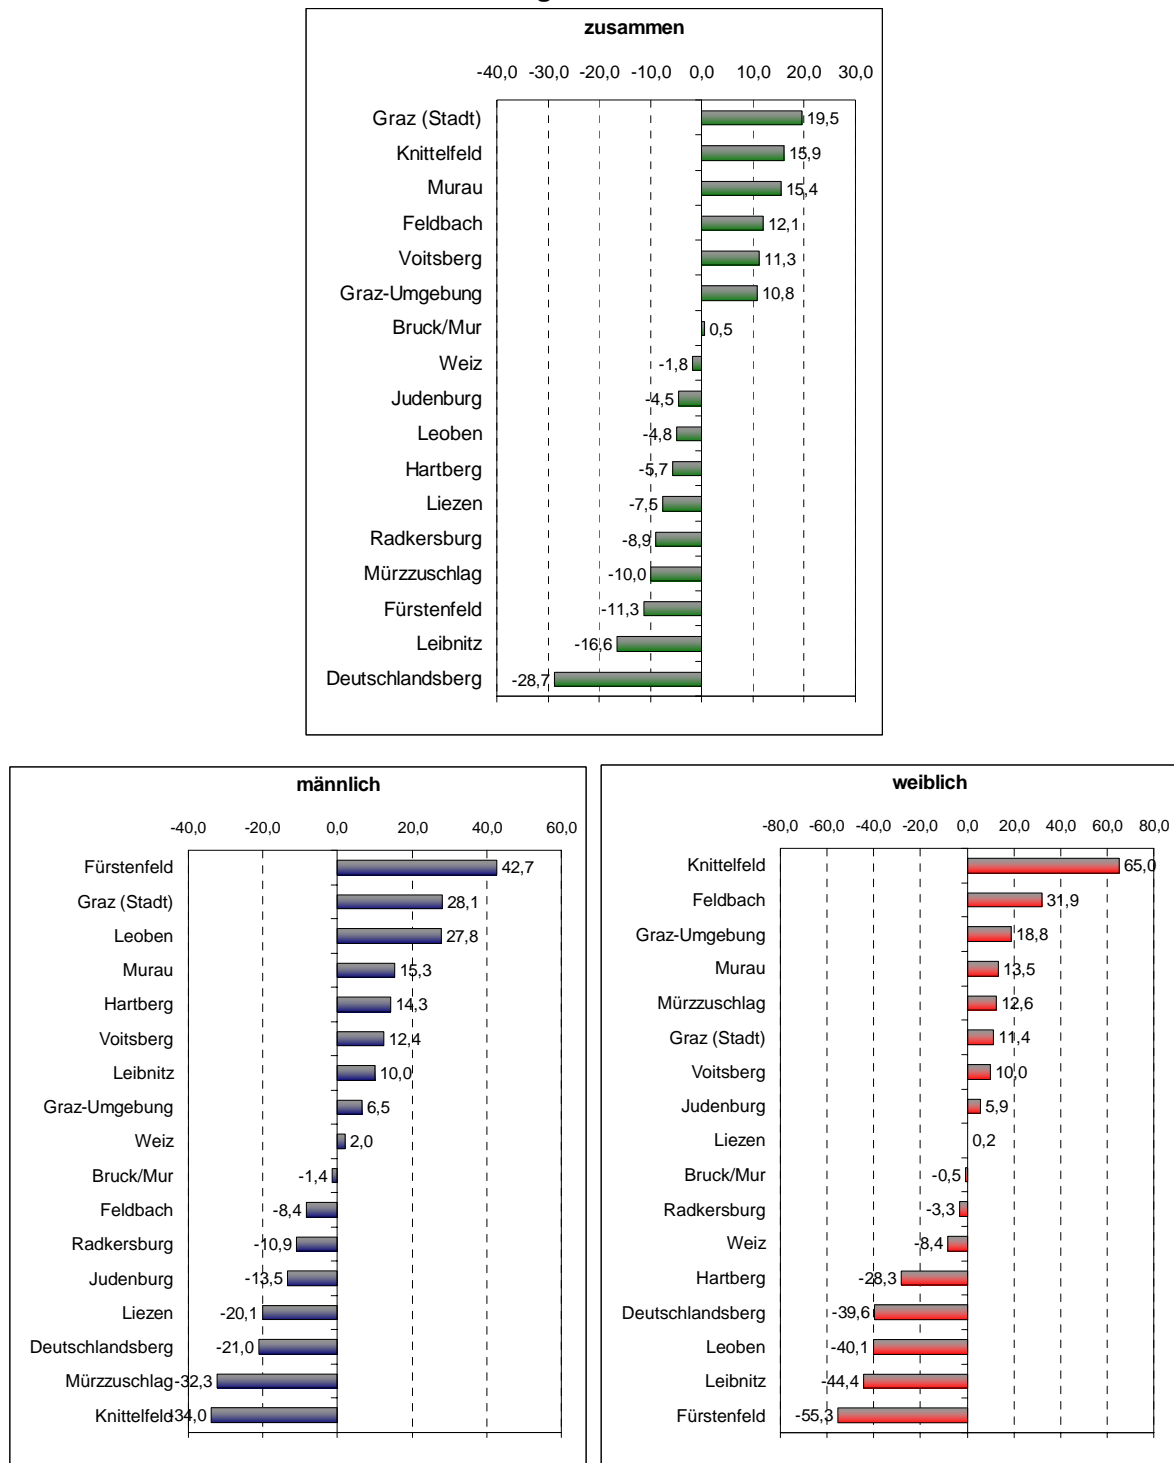 zusammen
-40,0 -30,0 -20,0 -10,0 0,0 10,0 20,0 30,0
Graz (Stadt) 19,5
Knittelfeld 15,9
Murau 15,4
Feldbach 12,1
Voitsberg 11,3
Graz-Umgebung 10,8
Bruck/Mur 0,5
Weiz -1,8
Judenburg -4,5
Leoben -4,8
Hartberg -5,7
Liezen -7,5
Radkersburg -8,9
Mürzzuschlag -10,0
Fürstenfeld -11,3
Leibnitz -16,6
Deutschlandsberg -28,7
männlich
-40,0 -20,0 0,0 20,0 40,0 60,0
Fürstenfeld 42,7
Graz (Stadt) 28,1
Leoben 27,8
Murau 15,3
Hartberg 14,3
Voitsberg 12,4
Leibnitz 10,0
Graz-Umgebung 6,5
Weiz 2,0
Bruck/Mur -1,4
Feldbach -8,4
Radkersburg -10,9
Judenburg -13,5
Liezen -20,1
Deutschlandsberg -21,0
Mürzzuschlag -32,3
Knittelfeld -34,0
weiblich
-80,0 -60,0 -40,0 -20,0 0,0 20,0 40,0 60,0 80,0
Knittelfeld 65,0
Feldbach 31,9
Graz-Umgebung 18,8
Murau 13,5
Mürzzuschlag 12,6
Graz (Stadt) 11,4
Voitsberg 10,0
Judenburg 5,9
Liezen 0,2
Bruck/Mur -0,5
Radkersburg -3,3
Weiz -8,4
Hartberg -28,3
Deutschlandsberg -39,6
Leoben -40,1
Leibnitz -44,4
Fürstenfeld -55,3